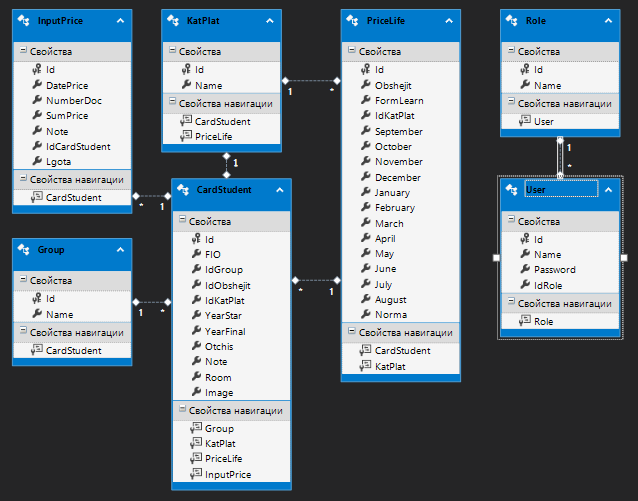 InputPrice
Свойства
Id
DatePrice
NumberDoc
SumPrice
Note
IdCardStudent
Lgota
Свойства навигации
CardStudent
KatPlat
Свойства
Id
Name
Свойства навигации
CardStudent
PriceLife
PriceLife
Свойства
Id
Obshejit
FormLearn
IdKatPlat
September
October
November
December
January
February
March
April
May
June
July
August
Norma
Свойства навигации
CardStudent
KatPlat
Role
Свойства
Id
Name
Свойства навигации
User
User
Свойства
Id
Name
Password
IdRole
Свойства навигации
Role
Group
Свойства
Id
Name
Свойства навигации
CardStudent
CardStudent
Свойства
Id
FIO
IdGroup
IdObshejit
IdKatPlat
YearStar
YearFinal
Otchis
Note
Room
Image
Свойства навигации
Group
KatPlat
PriceLife
InputPrice
1 *
1
*
* 1
1 *
* 1